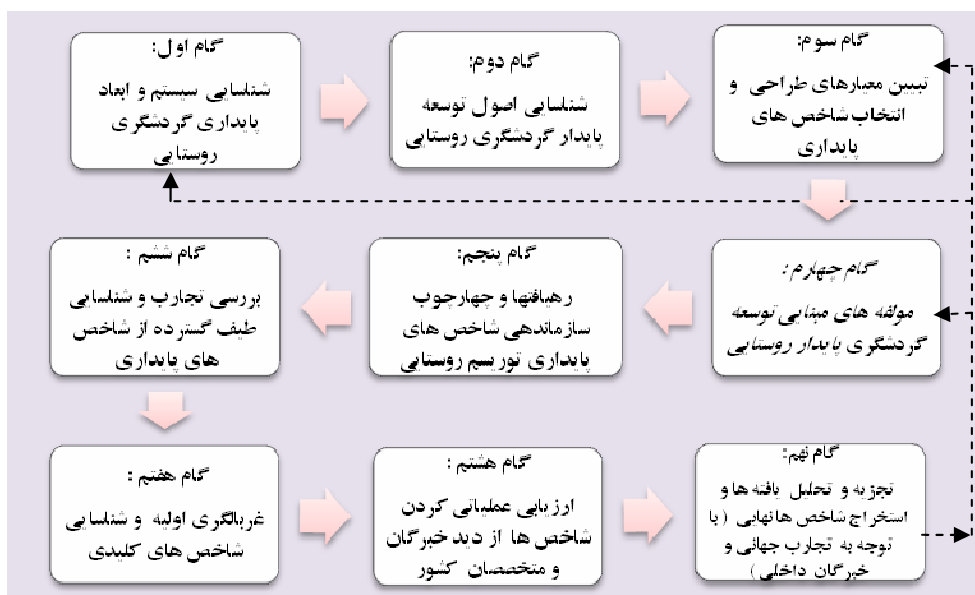 گام اول:
شناسایی سیستم و ابعاد
پایداری گردشگری
روستایی
گام دوم:
شناسایی اصول توسعه
پایدار گردشگری روستایی
گام سوم:
تبیین معیارهای طراحی و
انتخاب شاخص های
پایداری
گام چهارم:
مولفه های مبنایی توسعه
گردشگری پایدار روستایی
گام پنجم:
رهیافتها و چهارچوب
سازماندهی شاخص های
پایداری توریسم روستایی
گام ششم :
بررسی تجارب و شناسایی
طیف گسترده از شاخص
های پایداری
گام هفتم :
غربالگری اولیه و شناسایی
شاخص های کلیدی
گام هشتم :
ارزیابی عملیاتی کردن
شاخص ها از دید خبرگان
و متخصصان کشور
گام نهم:
تجزیه و تحلیل یافته ها و
استخراج شاخص هانهایی (با
توجه به تجارب جهانی و
خبرگان داخلی)